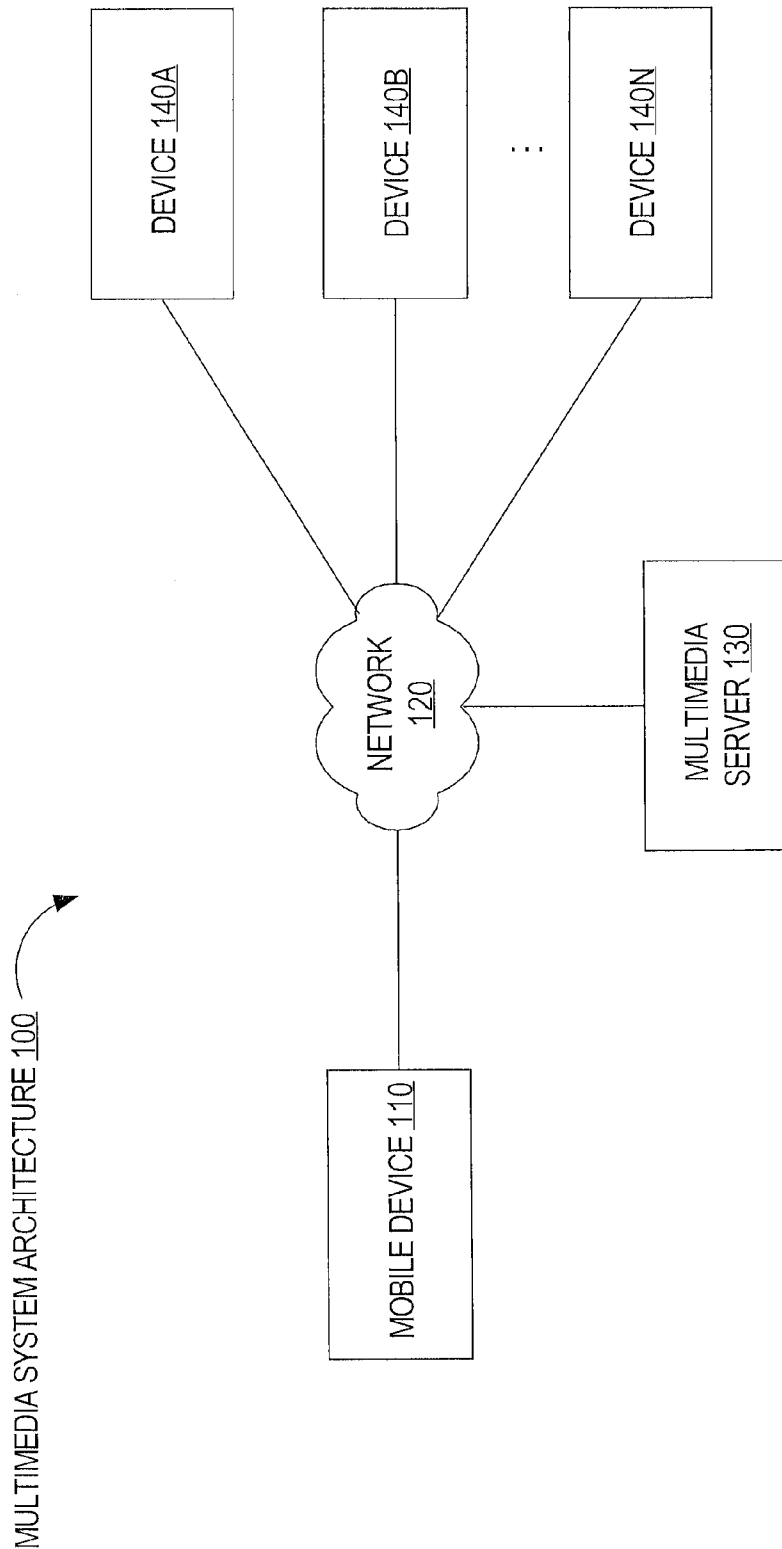 MULTIMEDIA SYSTEM ARCHITECTURE 100
MOBILE DEVICE 110
NETWORK
120
MULTIMEDIA
SERVER 130
DEVICE 140A
DEVICE 140B
...
DEVICE 140N